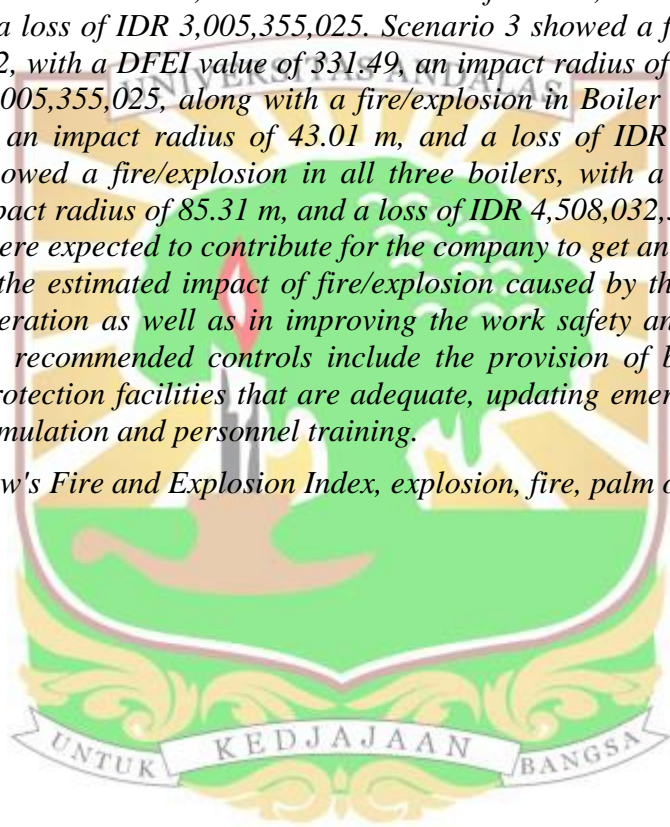 a loss of IDR 3,005,355,025. Scenario 3 showed a f
2, with a DFEI value of 331.49, an impact radius of
UNIVERSITAS ANDALAS
005,355,025, along with a fire/explosion in Boiler
an impact radius of 43.01 m, and a loss of IDR
owed a fire/explosion in all three boilers, with a
pact radius of 85.31 m, and a loss of IDR 4,508,032,
ere expected to contribute for the company to get an
the estimated impact of fire/explosion caused by th
eration as well as in improving the work safety an
recommended controls include the provision of b
rotection facilities that are adequate, updating emer
mulation and personnel training.
w's Fire and Explosion Index, explosion, fire, palm o
UNTUK KEDJAJAAN BANGSA